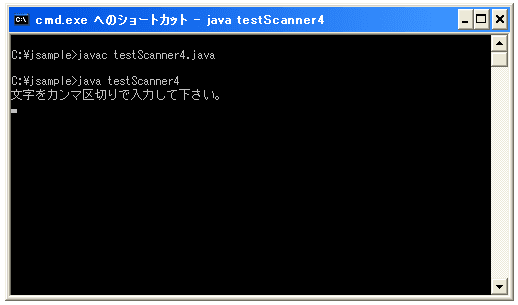 cmd.exe へのショートカット - java testScanner4
C:¥jsample>javac testScanner4.java
C:¥jsample>java testScanner4
文字をカンマ区切りで入力して下さい。